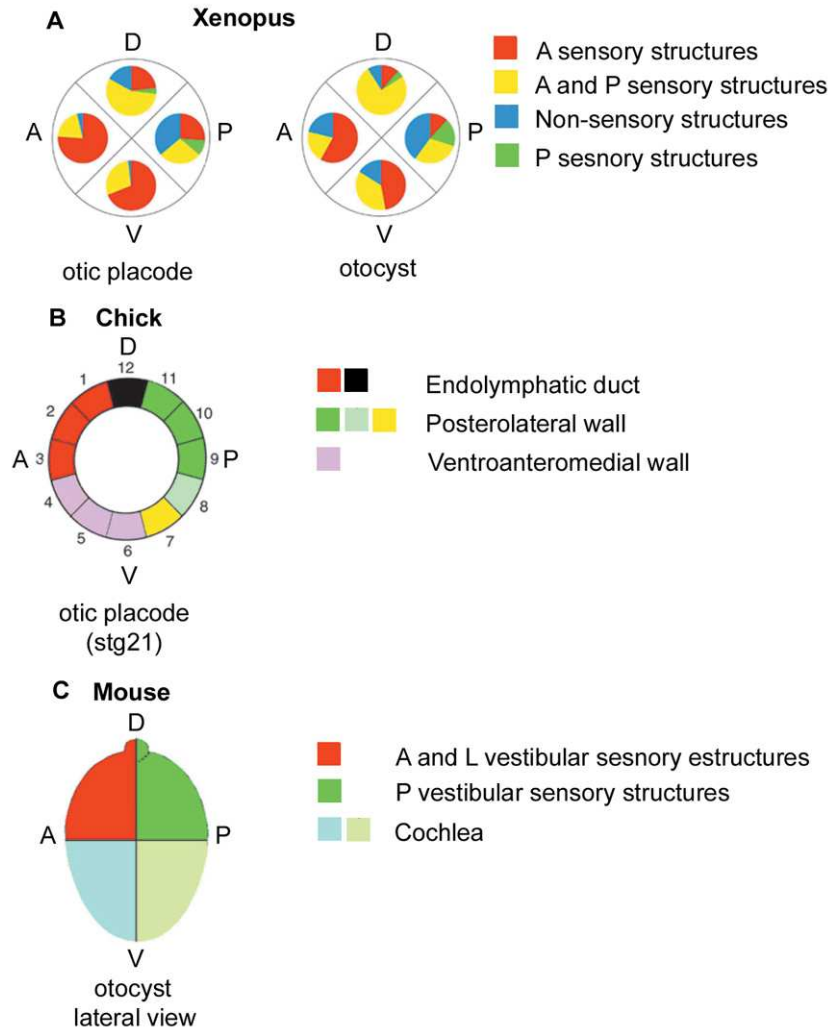 A
Xenopus
D
A
P
V
otic placode
D
A
P
V
otocyst
A sensory structures
A and P sensory structures
Non-sensory structures
P sesnory structures
B Chick
D
12
1
11
2
10
A 3
9 P
4
8
5
7
6
V
otic placode
(stg21)
Endolymphatic duct
Posterolateral wall
Ventroanteromedial wall
C Mouse
D
A
P
V
otocyst
lateral view
A and L vestibular sesnory estructures
P vestibular sensory structures
Cochlea